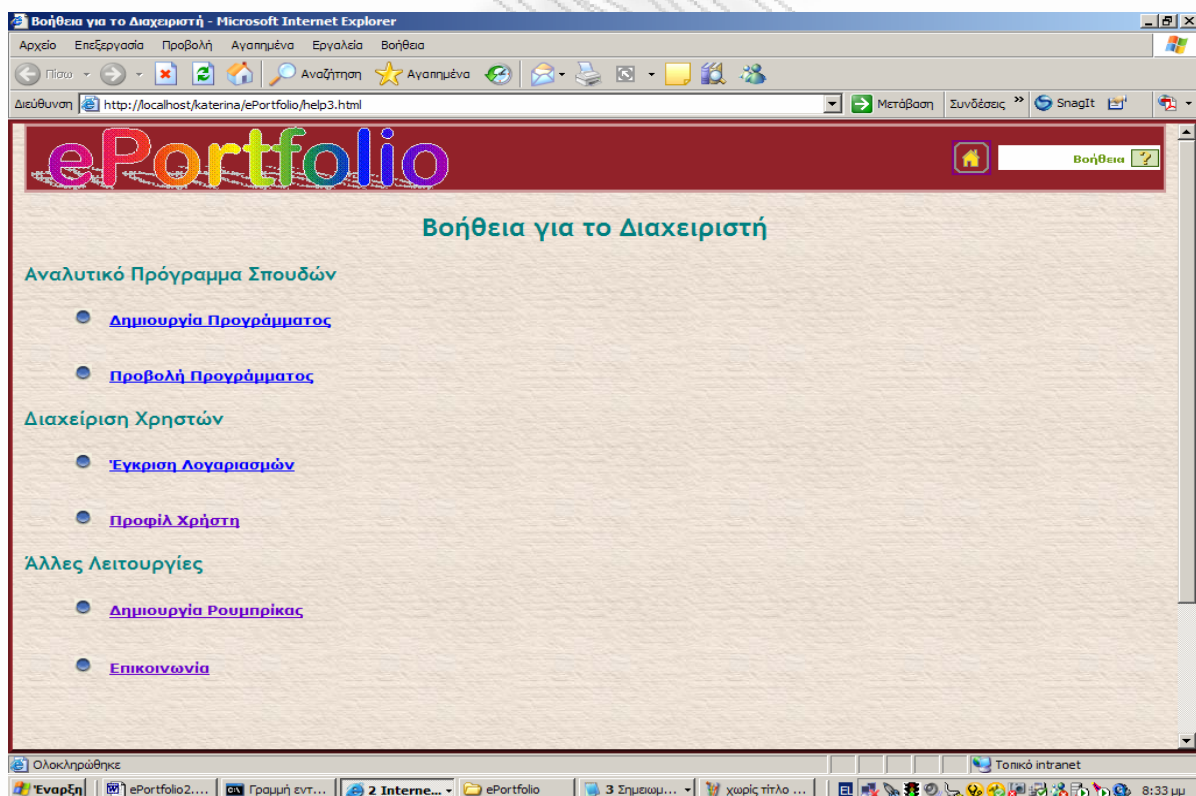 Βοήθεια για το Διαχειριστή - Microsoft Internet Explorer
Αρχείο Επεξεργασία Προβολή Αγαπημένα Εργαλεία Βοήθεια
Πίσω Αναζήτηση Αγαπημένα
Διεύθυνση http://localhost/katerina/ePortfolio/help3.html Μετάβαση Συνδέσεις » SnagIt
ePortfolio
Βοήθεια ?
Βοήθεια για το Διαχειριστή
Αναλυτικό Πρόγραμμα Σπουδών
Δημιουργία Προγράμματος
Προβολή Προγράμματος
Διαχείριση Χρηστών
Έγκριση Λογαριασμών
Προφίλ Χρήστη
Άλλες Λειτουργίες
Δημιουργία Ρουμπρίκας
Επικοινωνία
Ολοκληρώθηκε Τοπικό intranet
Έναρξη ePortfolio2.... Γραμμή εντ... 2 Interne... ePortfolio 3 Σημειωμ... χωρίς τίτλο ... EL 8:33 μμ